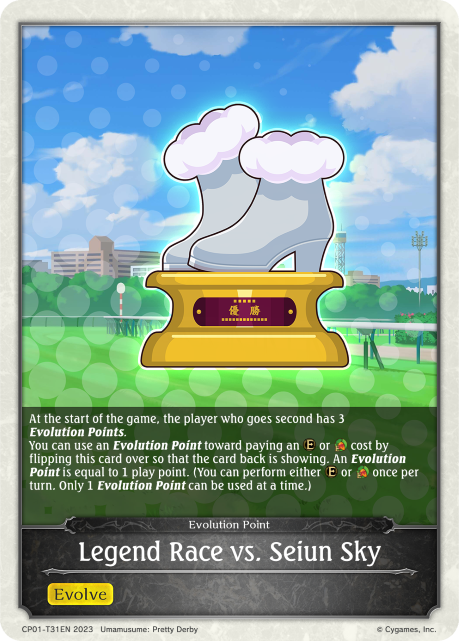 優勝
At the start of the game, the player who goes second has 3
Evolution Points.
You can use an Evolution Point toward paying an E or cost by
flipping this card over so that the card back is showing. An Evolution
Point is equal to 1 play point. (You can perform either E or once per
turn. Only 1 Evolution Point can be used at a time.)
Evolution Point
Legend Race vs. Seiun Sky
Evolve
CP01-T31EN 2023 Umamusume: Pretty Derby © Cygames, Inc.